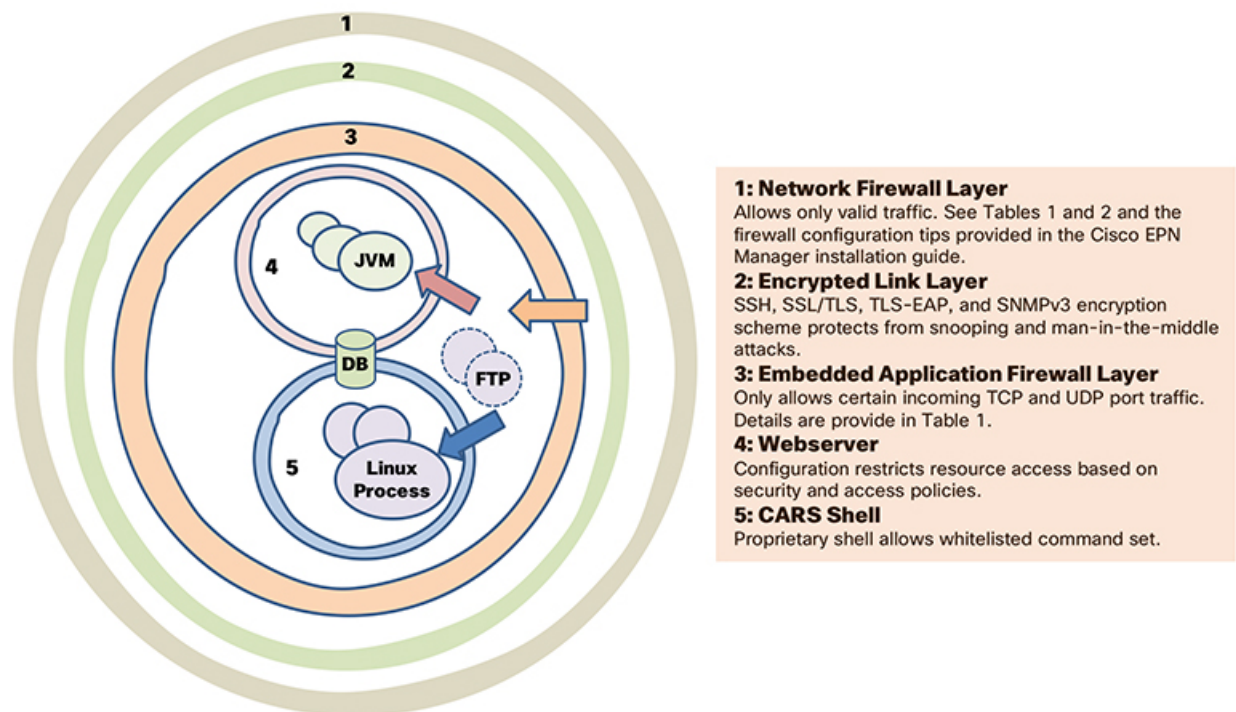 1
2
3
4
JVM
DB
FTP
5
Linux
Process
1: Network Firewall Layer
Allows only valid traffic. See Tables 1 and 2 and the
firewall configuration tips provided in the Cisco EPN
Manager installation guide.
2: Encrypted Link Layer
SSH, SSL/TLS, TLS-EAP, and SNMPv3 encryption
scheme protects from snooping and man-in-the-middle
attacks.
3: Embedded Application Firewall Layer
Only allows certain incoming TCP and UDP port traffic.
Details are provide in Table 1.
4: Webserver
Configuration restricts resource access based on
security and access policies.
5: CARS Shell
Proprietary shell allows whitelisted command set.